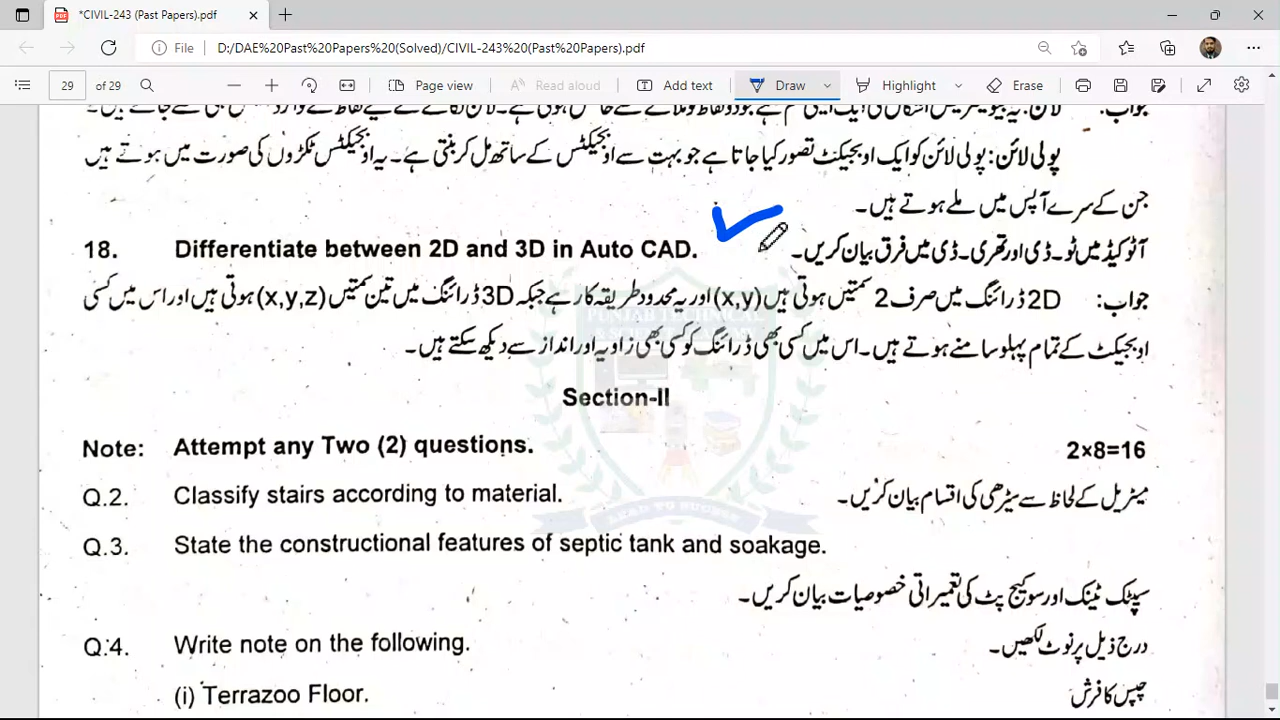 *CIVIL-243 (Past Papers).pdf
File D:/DAE%20Past%20Papers%20(Solved)/CIVIL-243%20(Past%20Papers).pdf
29 of 29 Page view Read aloud Add text Draw Highlight Erase
جواب: لائن:
پولی لائن: پولی لائن کو ایک اوبجیکٹ تصور کیا جاتا ہے جو بہت سے اوبجیکٹس کے ساتھ مل کر بنتی ہے۔ یہ اوبجیکٹس ٹکڑوں کی صورت میں ہوتے ہیں
جن کے سرے آپس میں ملے ہوتے ہیں۔
18. Differentiate between 2D and 3D in Auto CAD. آٹو کیڈ میں ٹو۔ڈی اور تھری۔ڈی میں فرق بیان کریں۔
جواب: 2D ڈرائنگ میں صرف 2 سمتیں ہوتی ہیں (x,y) اور یہ محدود طریقہ کار ہے جبکہ 3D ڈرائنگ میں تین سمتیں (x,y,z) ہوتی ہیں اور اس میں کسی
اوبجیکٹ کے تمام پہلو سامنے ہوتے ہیں۔ اس میں کسی بھی ڈرائنگ کو کسی بھی زاویہ اور انداز سے دیکھ سکتے ہیں۔
PUNJAB TECHNICAL
Section-II
Note: Attempt any Two (2) questions. 2×8=16
Q.2. Classify stairs according to material. میٹریل کے لحاظ سے سیڑھی کی اقسام بیان کریں۔
Q.3. State the constructional features of septic tank and soakage.
سیپٹک ٹینک اور سوکیج پٹ کی تعمیراتی خصوصیات بیان کریں۔
Q.4. Write note on the following. درج ذیل پر نوٹ لکھیں۔
(i) Terrazoo Floor. چپس کا فرش